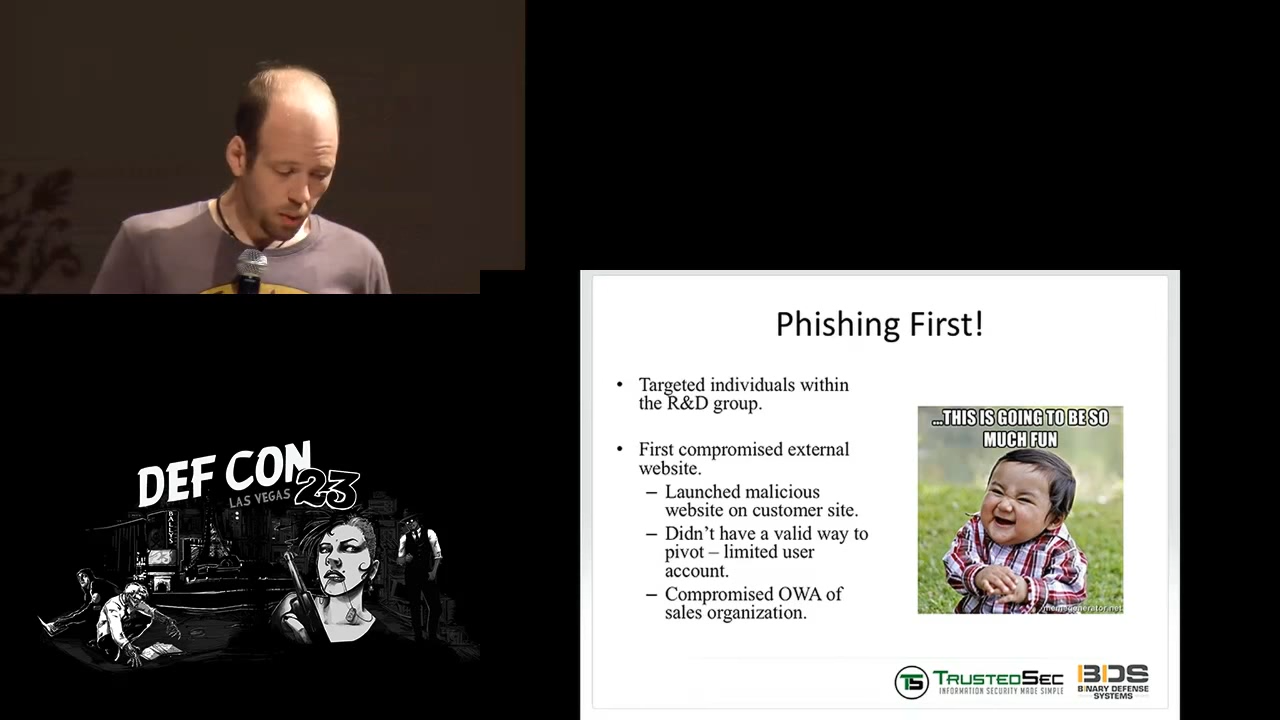 DEF CON
LAS VEGAS 23
BALLY'S
Phishing First!
• Targeted individuals within
the R&D group.
• First compromised external
website.
– Launched malicious
website on customer site.
– Didn't have a valid way to
pivot – limited user
account.
– Compromised OWA of
sales organization.
...THIS IS GOING TO BE SO
MUCH FUN
memegenerator.net
TS TRUSTEDSEC
INFORMATION SECURITY MADE SIMPLE
BDS
BINARY DEFENSE
SYSTEMS